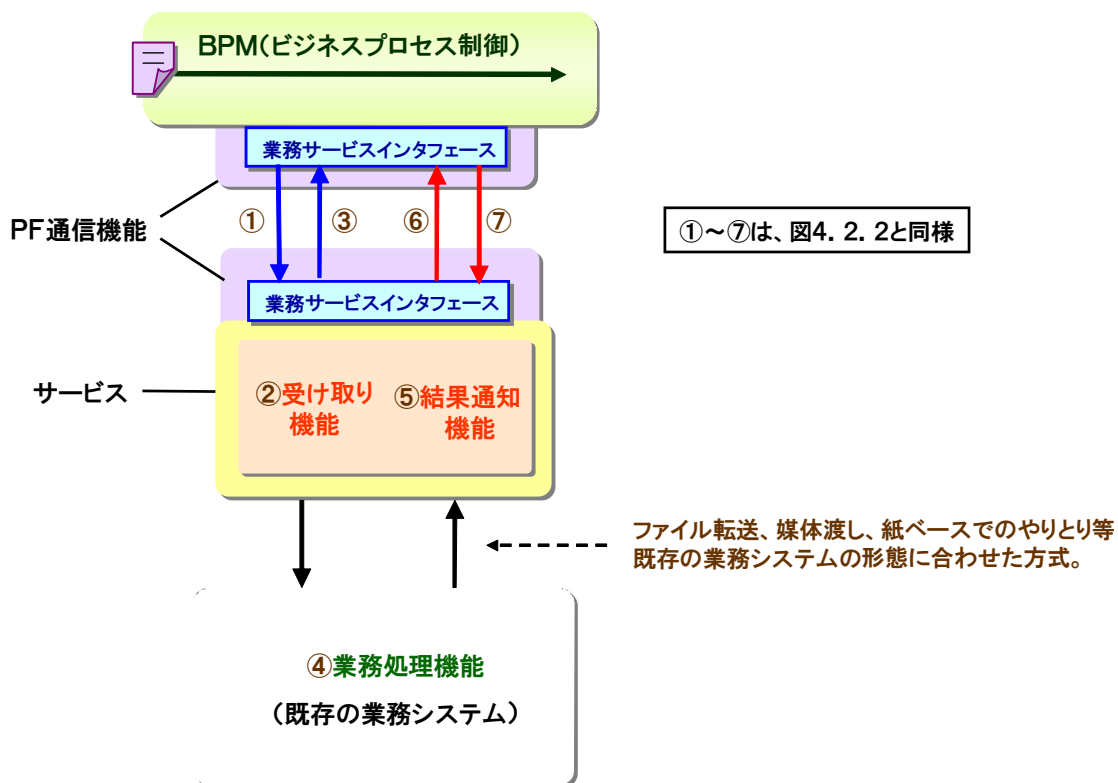 BPM(ビジネスプロセス制御)
業務サービスインタフェース
PF通信機能
①
③
⑥
⑦
①～⑦は、図4．2．2と同様
業務サービスインタフェース
サービス
②受け取り
機能
⑤結果通知
機能
ファイル転送、媒体渡し、紙ベースでのやりとり等
既存の業務システムの形態に合わせた方式。
④業務処理機能
（既存の業務システム）